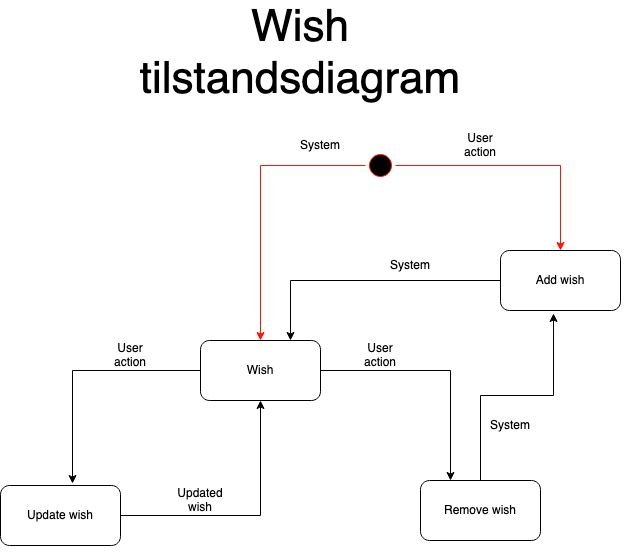 Wish
tilstandsdiagram
System
User
action
System
Add wish
User
action
Wish
User
action
System
Updated
wish
Update wish
Remove wish